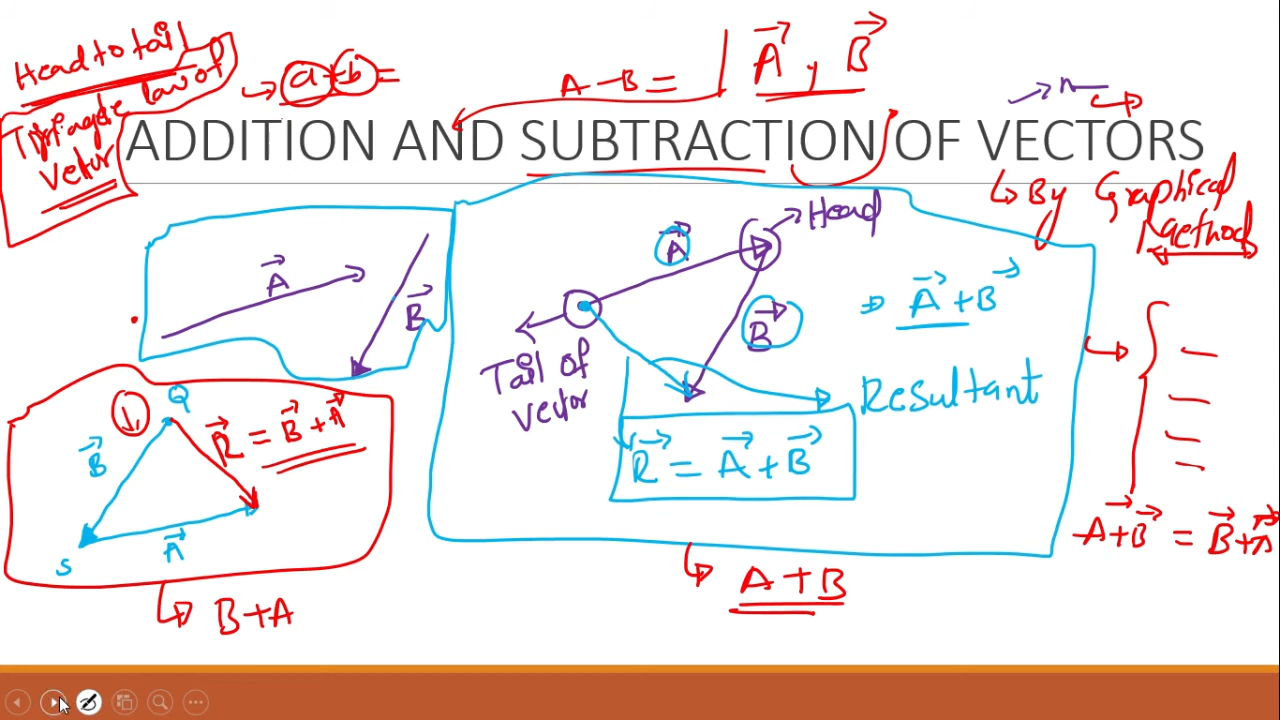 Head to tail
Triangle law of
vector
→ a + b =
A - B =
A⃗ , B⃗
ADDITION AND SUBTRACTION OF VECTORS
↳ By Graphical
Method
A⃗
B⃗
A⃗
→ Head
B⃗
Tail of
vector
⇒ A⃗ + B⃗
Resultant
R⃗ = A⃗ + B⃗
↳ A + B
1
Q
B⃗
R⃗ = B⃗ + A⃗
S
A⃗
↳ B + A
A⃗ + B⃗ = B⃗ + A⃗